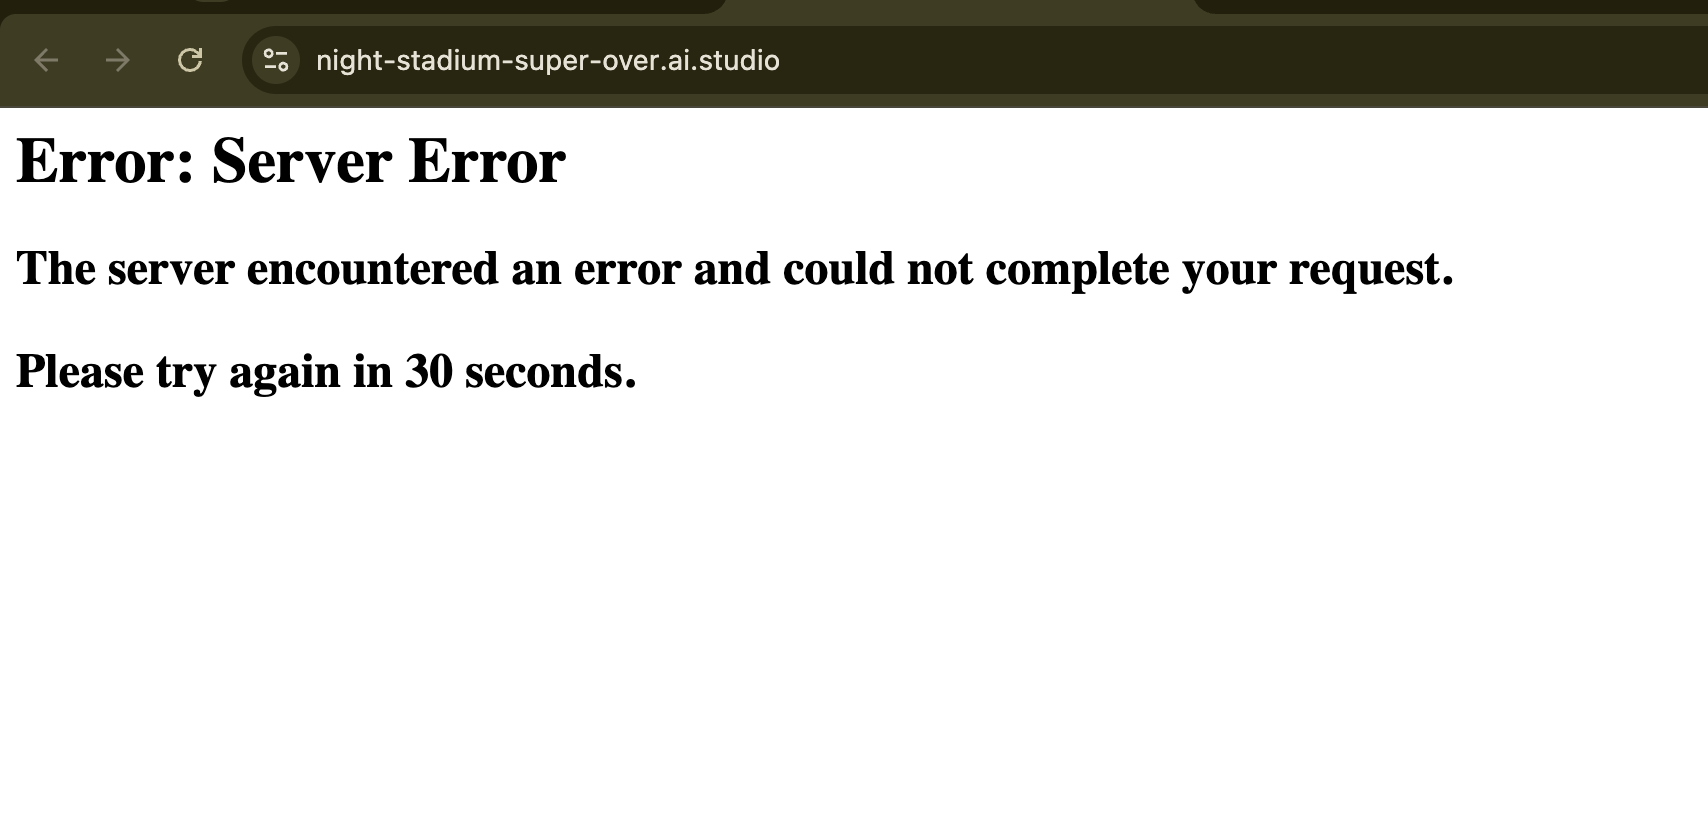 night-stadium-super-over.ai.studio
Error: Server Error
The server encountered an error and could not complete your request.
Please try again in 30 seconds.